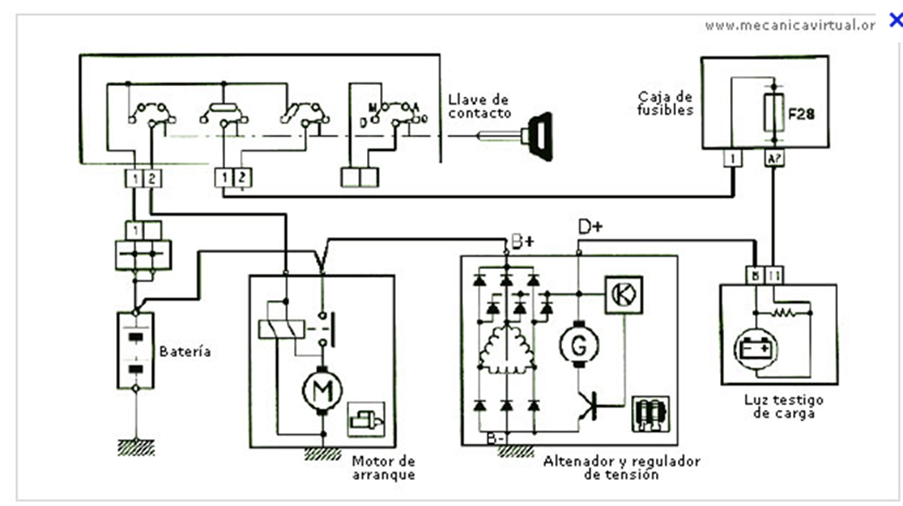 www.mecanicavirtual.or
Llave de
contacto
M A
D O
Caja de
fusibles
F28
1 2
1 2
1 A7
1
B+
D+
8 11
Batería
G
M
B-
Luz testigo
de carga
Motor de
arranque
Altenador y regulador
de tensión